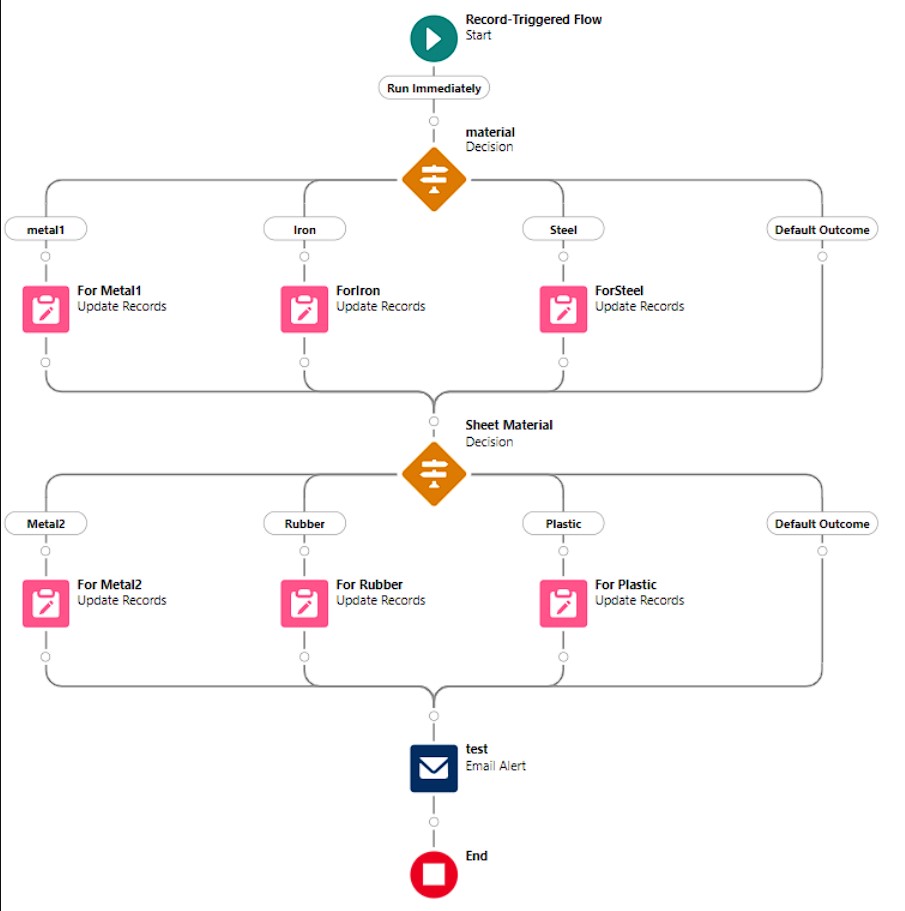 Record-Triggered Flow
Start
Run Immediately
material
Decision
metal1
Iron
Steel
Default Outcome
For Metal1
Update Records
ForIron
Update Records
ForSteel
Update Records
Sheet Material
Decision
Metal2
Rubber
Plastic
Default Outcome
For Metal2
Update Records
For Rubber
Update Records
For Plastic
Update Records
test
Email Alert
End